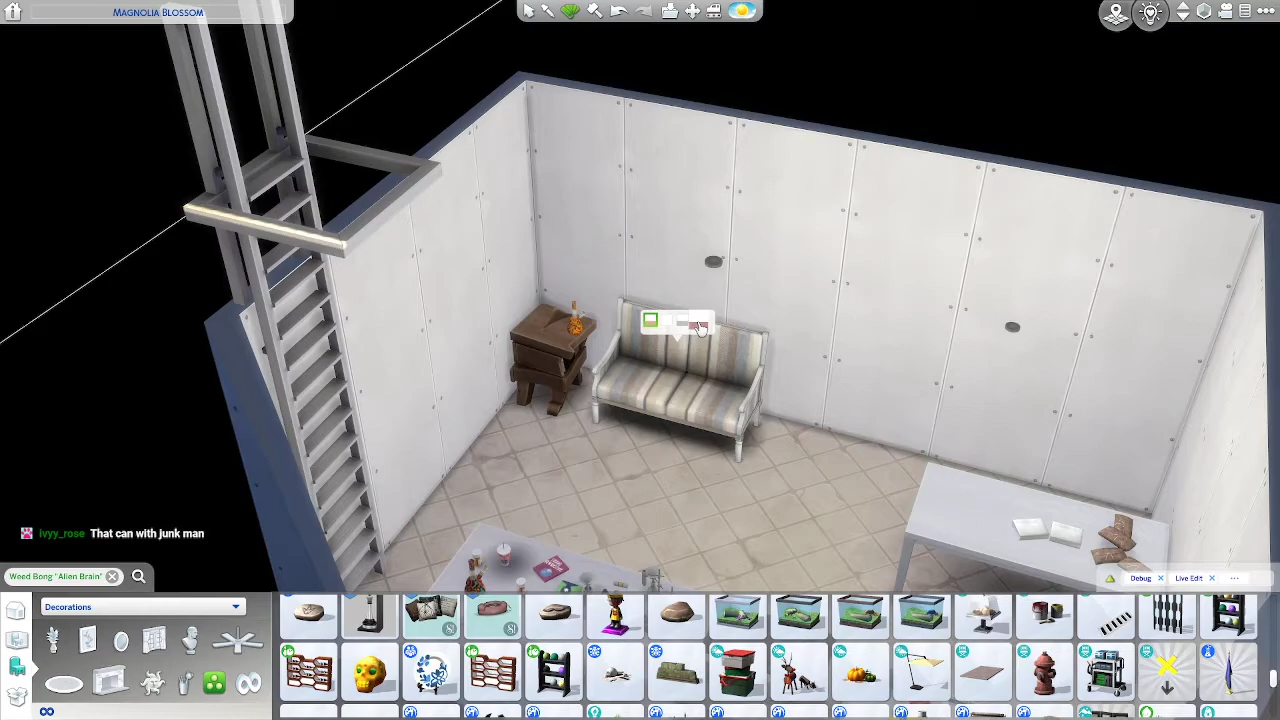 Magnolia Blossom
ivyy_rose That can with junk man
Weed Bong "Alien Brain"
Debug
Live Edit
Decorations